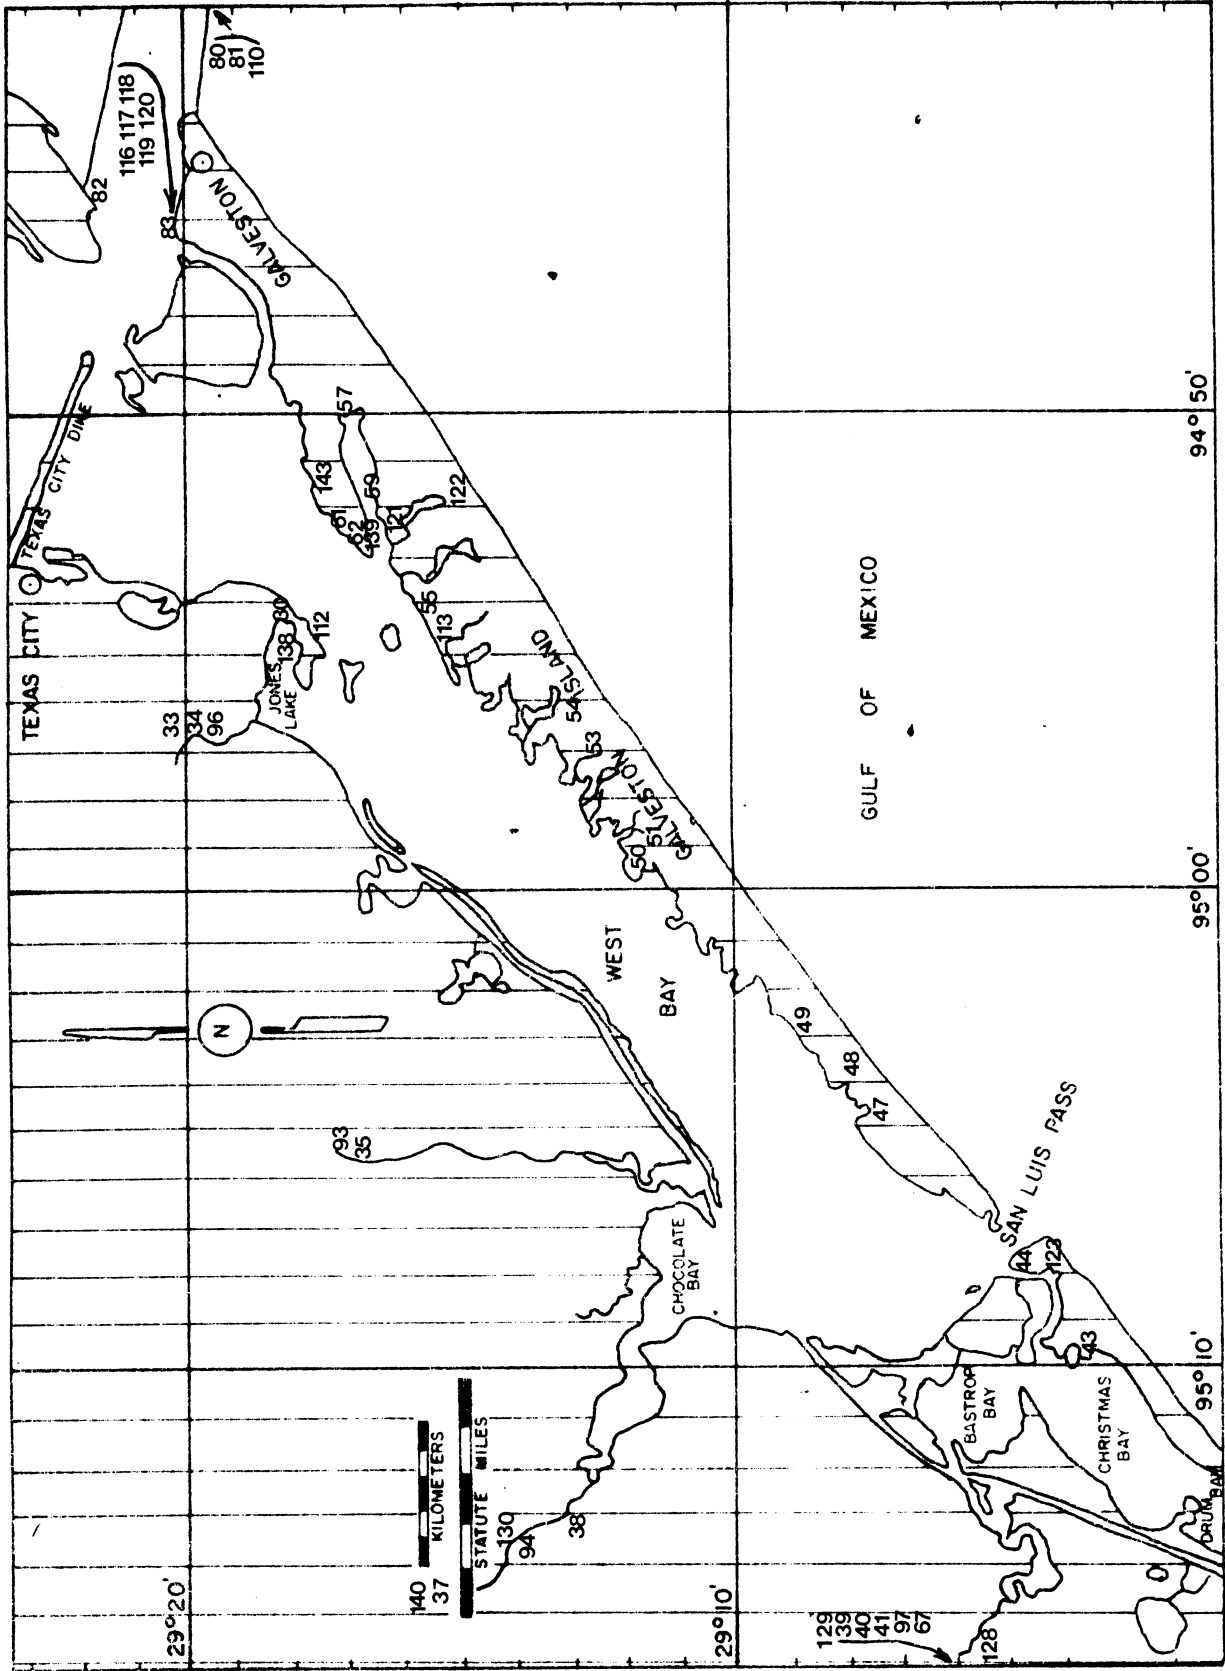 80
81
110
116 117 118
119 120
82
83
GALVESTON
TEXAS CITY DIKE
TEXAS CITY
57
143
59
61
62
139
121
122
30
138
112
JONES
LAKE
33
34
96
55
113
54
53
51
50
GALVESTON ISLAND
GULF OF MEXICO
WEST
BAY
N
49
48
47
93
35
SAN LUIS PASS
CHOCOLATE
BAY
44
123
43
BASTROP
BAY
CHRISTMAS
BAY
DRUM
BAY
KILOMETERS
STATUTE MILES
140
37
130
94
38
129
39
40
41
97
67
128
29°20'
29°10'
94°50'
95°00'
95°10'